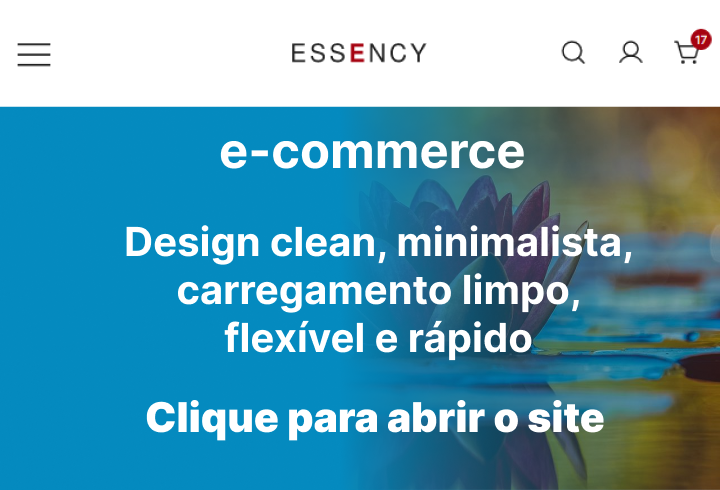 ESSENCY
17
e-commerce
Design clean, minimalista,
carregamento limpo,
flexível e rápido
Clique para abrir o site